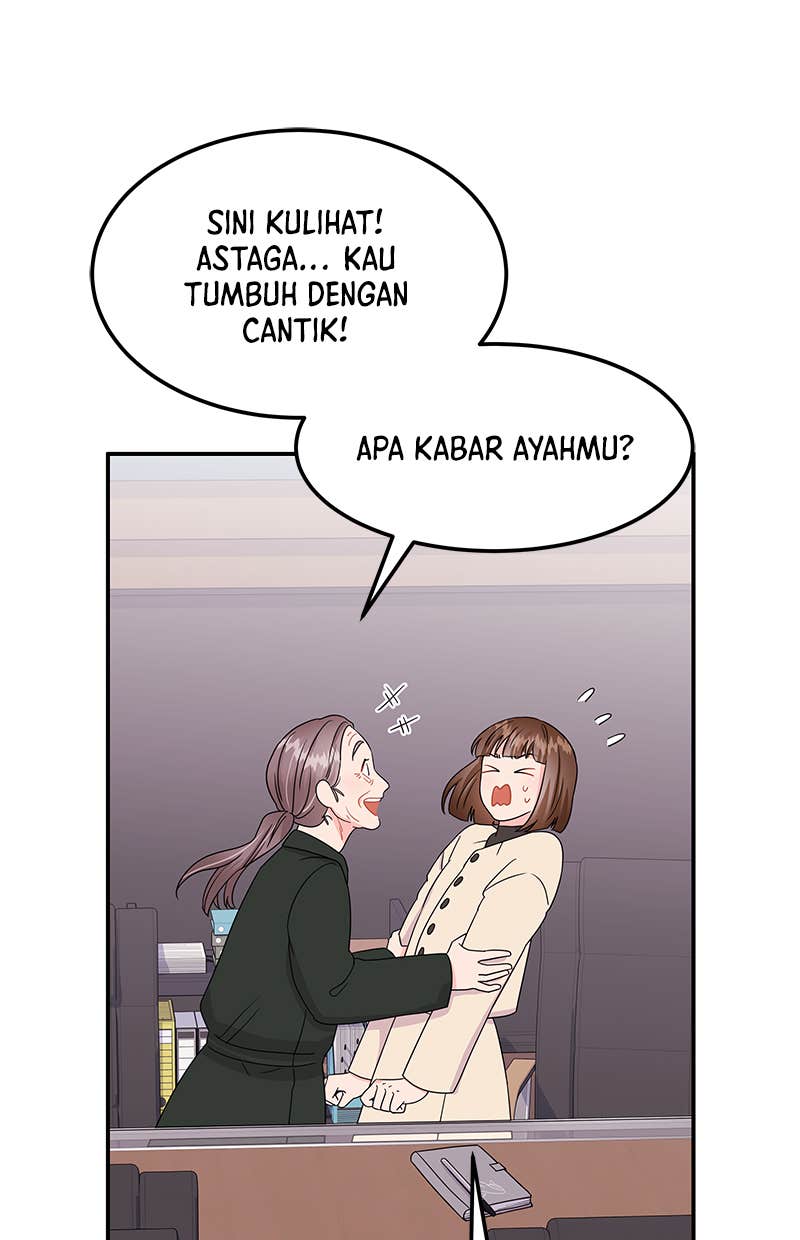 SINI KULIHAT!
ASTAGA... KAU
TUMBUH DENGAN
CANTIK!
APA KABAR AYAHMU?